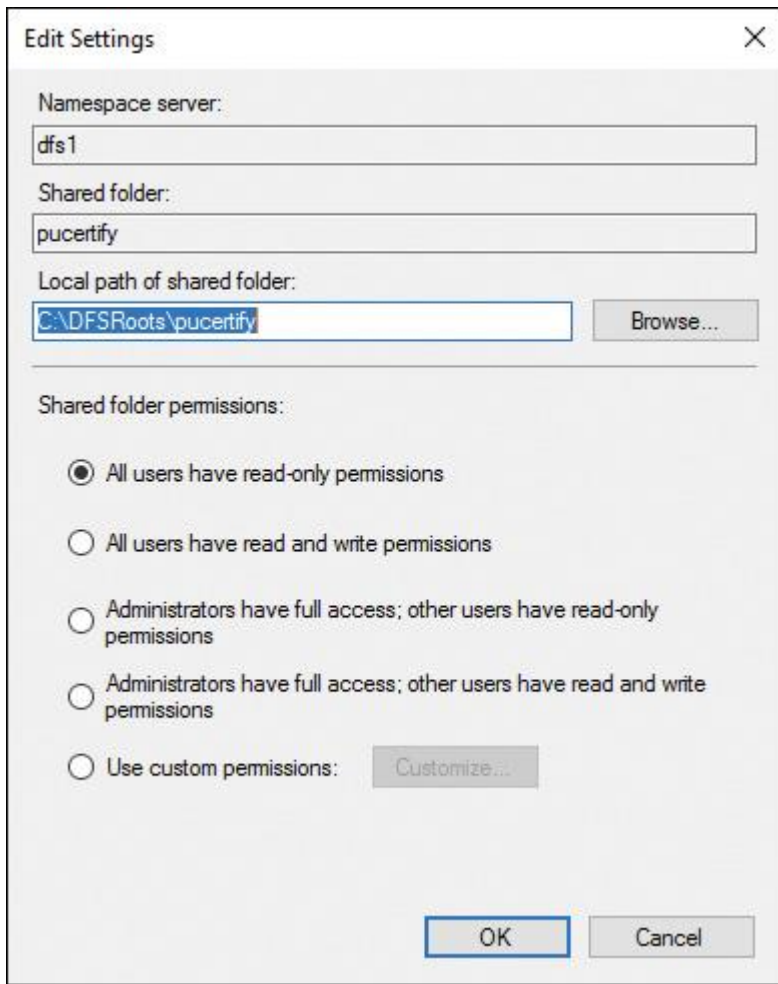 Edit Settings
Namespace server:
dfs1
Shared folder:
pucertify
Local path of shared folder:
C:\DFSRoots\pucertify
Browse...
Shared folder permissions:
All users have read-only permissions
All users have read and write permissions
Administrators have full access; other users have read-only
permissions
Administrators have full access; other users have read and write
permissions
Use custom permissions:
Customize...
OK
Cancel